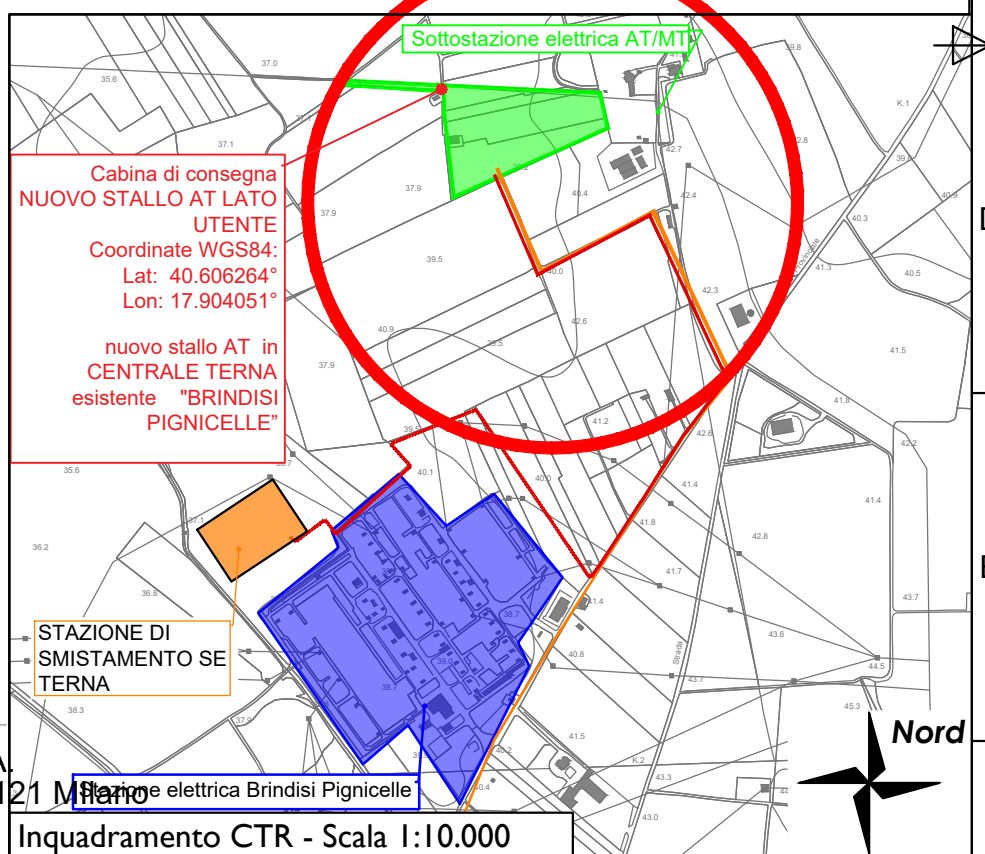 Sottostazione elettrica AT/MT
39.8
37.0
35.6
K.1
37.1
42.8
42.7
37.9
40.4
42.4
40.9
37.9
40.3
Cabina di consegna
NUOVO STALLO AT LATO
UTENTE
Coordinate WGS84:
Lat: 40.606264°
Lon: 17.904051°
nuovo stallo AT in
CENTRALE TERNA
esistente "BRINDISI
PIGNICELLE"
D
Provinciale
39.5
40.0
41.3
40.5
42.3
42.6
40.9
39.5
37.9
41.5
41.8
41.2
42.6
42.2
40.1
40.0
35.6
41.4
41.4
37.1
41.8
42.8
36.2
E
41.7
36.8
43.7
41.4
38.7
43.6
STAZIONE DI
SMISTAMENTO SE
TERNA
40.8
Strada
39.0
44.5
38.7
43.7
38.3
37.9
45.3
41.5
Nord
40.2
K.2
43.3
40.4
43.0
A.
121 Milano
Stazione elettrica Brindisi Pignicelle
Inquadramento CTR - Scala 1:10.000